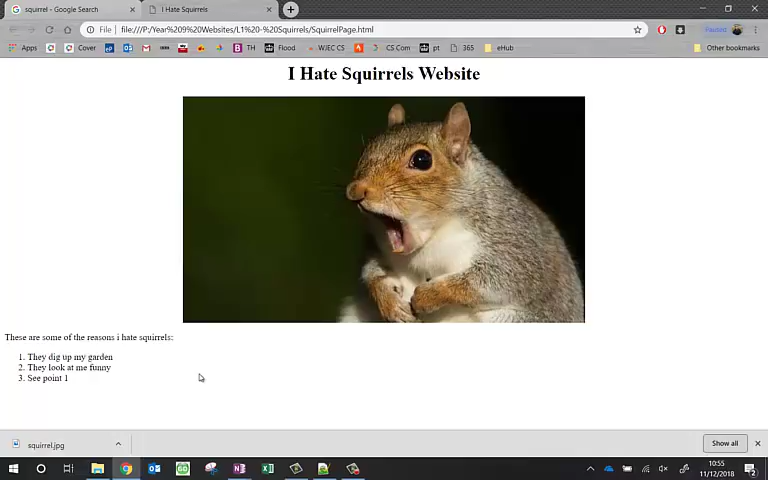 squirrel - Google Search
I Hate Squirrels
File | file:///P:/Year%209%20Websites/L1%20-%20Squirrels/SquirrelPage.html
Paused
Apps Cover TH Flood WJEC CS CS Com pt 365 eHub Other bookmarks
I Hate Squirrels Website
These are some of the reasons i hate squirrels:
1. They dig up my garden
2. They look at me funny
3. See point 1
squirrel.jpg
Show all
10:55
11/12/2018